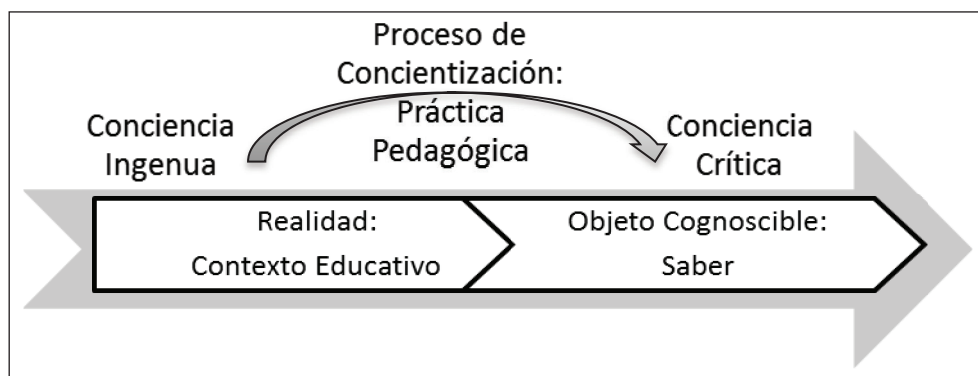 Proceso de
Concientización:
Práctica
Pedagógica
Conciencia
Ingenua
Conciencia
Crítica
Realidad:
Contexto Educativo
Objeto Cognoscible:
Saber